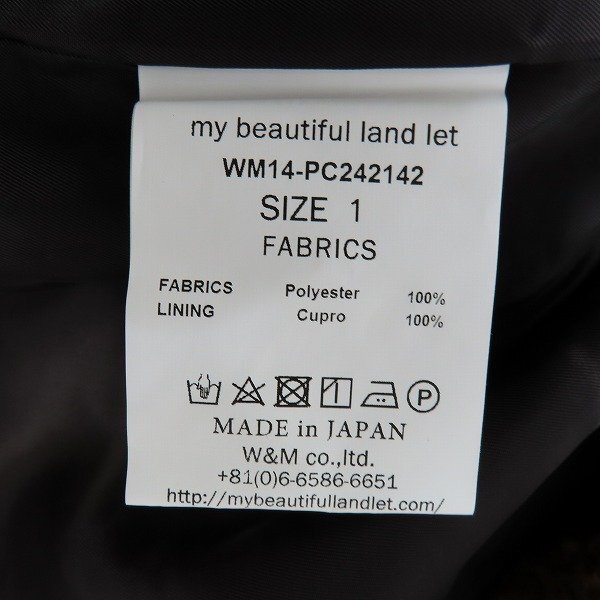 my beautiful land let
WM14-PC242142
SIZE 1
FABRICS
FABRICS Polyester 100%
LINING Cupro 100%
P
MADE in JAPAN
W&M co.,ltd.
+81(0)6-6586-6651
http://mybeautifullandlet.com/